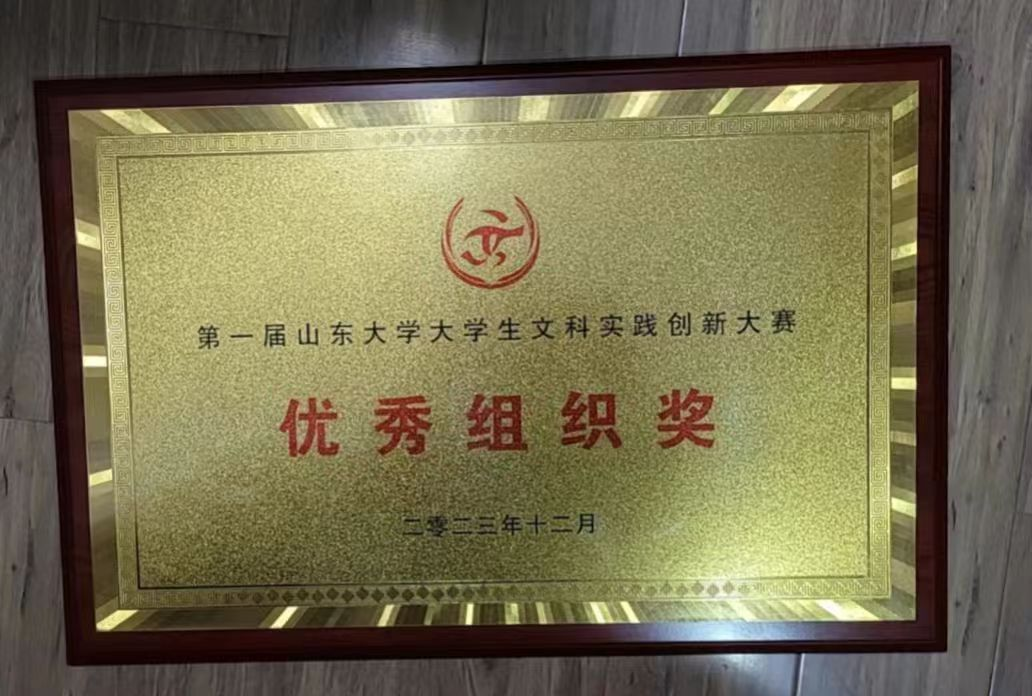 第一届山东大学大学生文科实践创新大赛
优秀组织奖
二零二三年十二月